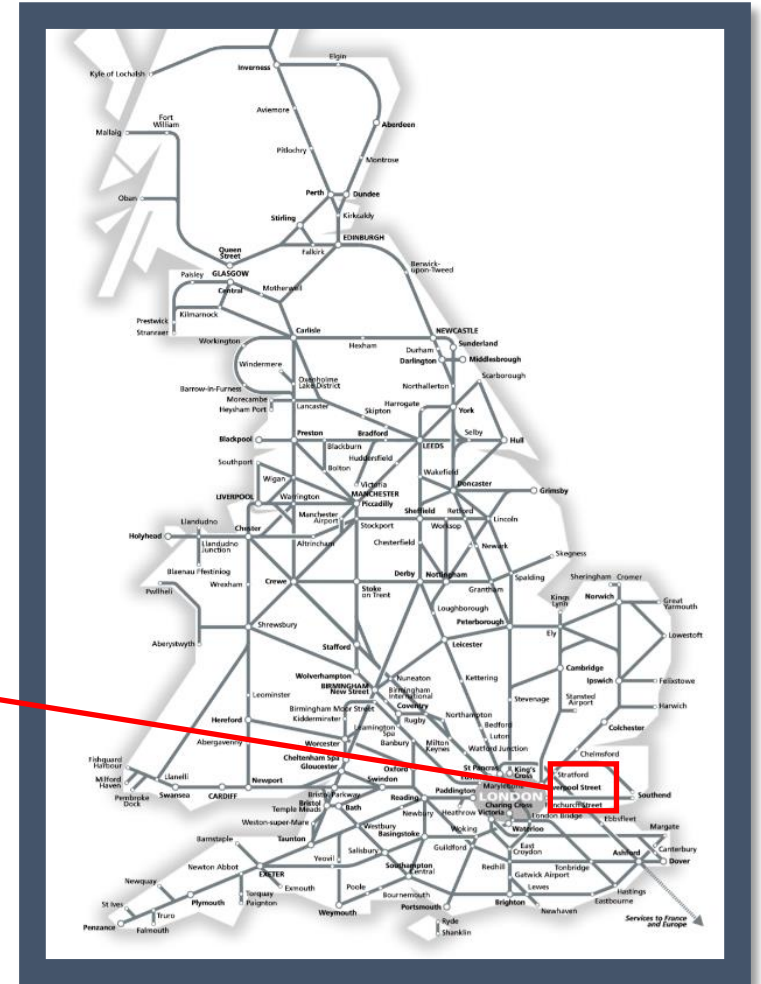 Elgin
Inverness
Kyle of Lochalsh
Aviemore
Fort
William
Mallaig
Aberdeen
Pitlochry
Montrose
Perth
Dundee
Oban
Stirling
Kirkcaldy
EDINBURGH
Queen
Street
Falkirk
Berwick-
upon-Tweed
Paisley
GLASGOW
Central
Motherwell
Prestwick
Kilmarnock
Stranraer
Carlisle
NEWCASTLE
Workington
Hexham
Sunderland
Durham
Darlington
Middlesbrough
Windermere
Scarborough
Oxenholme
Lake District
Barrow-in-Furness
Northallerton
Morecambe
Lancaster
Harrogate
York
Heysham Port
Skipton
Preston
Bradford
Selby
Blackpool
Blackburn
LEEDS
Hull
Huddersfield
Southport
Bolton
Wakefield
Wigan
Victoria
Doncaster
MANCHESTER
Grimsby
LIVERPOOL
Warrington
Piccadilly
Sheffield
Retford
Manchester
Airport
Lincoln
Llandudno
Chester
Stockport
Worksop
Holyhead
Llandudno
Junction
Altrincham
Chesterfield
Newark
Skegness
Blaenau Ffestiniog
Derby
Nottingham
Spalding
Sheringham
Cromer
Pwllheli
Wrexham
Crewe
Stoke
on Trent
Grantham
Kings
Lynn
Norwich
Great
Yarmouth
Loughborough
Shrewsbury
Peterborough
Ely
Lowestoft
Aberystwyth
Stafford
Leicester
Cambridge
Wolverhampton
Nuneaton
Kettering
Ipswich
Felixstowe
BIRMINGHAM
New Street
Birmingham
International
Stansted
Airport
Leominster
Coventry
Stevenage
Harwich
Birmingham Moor Street
Rugby
Northampton
Hereford
Kidderminster
Leamington
Spa
Bedford
Colchester
Abergavenny
Worcester
Banbury
Milton
Keynes
Luton
Watford Junction
Chelmsford
Fishguard
Harbour
Cheltenham Spa
Gloucester
Oxford
St Pancras
King's
Cross
Stratford
Llanelli
Milford
Haven
Newport
Swindon
Marylebone
Liverpool Street
Southend
Pembroke
Dock
Swansea
CARDIFF
Bristol Parkway
Reading
Paddington
LONDON
Fenchurch Street
Bristol
Temple Meads
Bath
Newbury
Heathrow
Victoria
Charing Cross
London Bridge
Ebbsfleet
Weston-super-Mare
Westbury
Basingstoke
Woking
Waterloo
Margate
Barnstaple
Taunton
Salisbury
Guildford
East
Croydon
Canterbury
Yeovil
Southampton
Central
Redhill
Tonbridge
Ashford
Dover
Newton Abbot
EXETER
Gatwick Airport
Newquay
Exmouth
Poole
Lewes
Hastings
Torquay
Paignton
Bournemouth
Eastbourne
St Ives
Plymouth
Brighton
Newhaven
Truro
Weymouth
Portsmouth
Penzance
Falmouth
Ryde
Shanklin
Services to France
and Europe